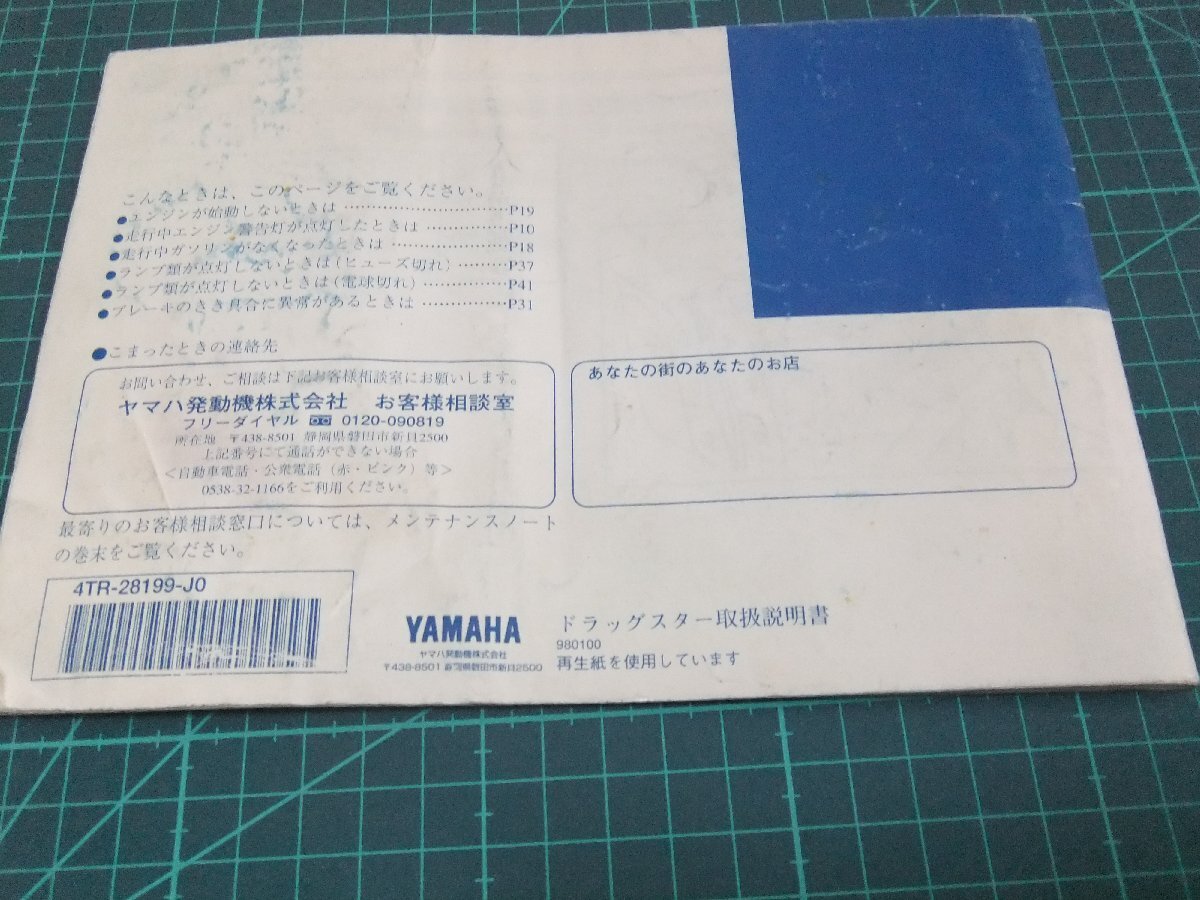 こんなときは、このページをご覧ください。
●エンジンが始動しないときは ……………………………P19
●走行中エンジン警告灯が点灯したときは ……………P10
●走行中ガソリンがなくなったときは …………………P18
●ランプ類が点灯しないときは（ヒューズ切れ）………P37
●ランプ類が点灯しないときは（電球切れ）……………P41
●ブレーキのきき具合に異常があるときは ……………P31
●こまったときの連絡先
お問い合わせ、ご相談は下記お客様相談室にお願いします。
ヤマハ発動機株式会社 お客様相談室
フリーダイヤル 0120-090819
所在地 〒438-8501 静岡県磐田市新貝2500
上記番号にて通話ができない場合
＜自動車電話・公衆電話（赤・ピンク）等＞
0538-32-1166をご利用ください。
あなたの街のあなたのお店
最寄りのお客様相談窓口については、メンテナンスノート
の巻末をご覧ください。
4TR-28199-J0
YAMAHA
ヤマハ発動機株式会社
〒438-8501 静岡県磐田市新貝2500
ドラッグスター取扱説明書
980100
再生紙を使用しています